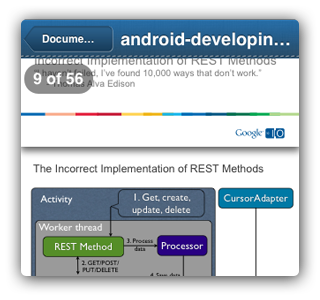 Docume...
android-developin...
Incorrect Implementation of REST Methods
"I haven't failed, I've found 10,000 ways that don't work."
- Thomas Alva Edison
9 of 56
Google IO
The Incorrect Implementation of REST Methods
Activity
1. Get, create,
update, delete
CursorAdapter
Worker thread
REST Method
3. Process
data
Processor
2. GET/POST/
PUT/DELETE
4. Save data